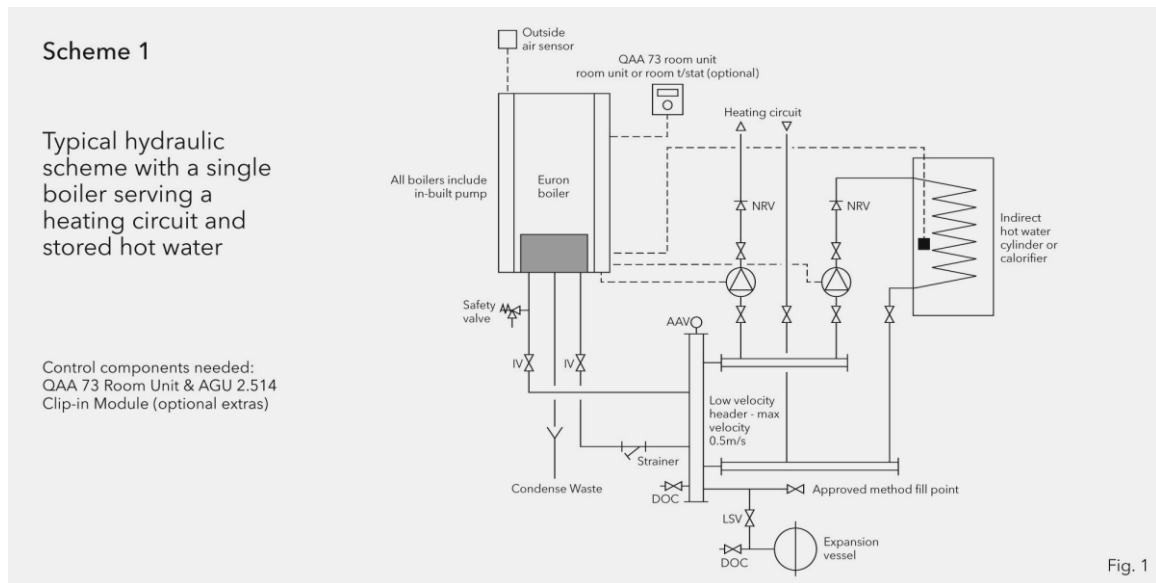 Scheme 1
Typical hydraulic
scheme with a single
boiler serving a
heating circuit and
stored hot water
Control components needed:
QAA 73 Room Unit & AGU 2.514
Clip-in Module (optional extras)
Outside
air sensor
QAA 73 room unit
room unit or room t/stat (optional)
Heating circuit
All boilers include
in-built pump
Euron
boiler
NRV
NRV
Indirect
hot water
cylinder or
calorifier
Safety
valve
AAV
IV
IV
Low velocity
header - max
velocity
0.5m/s
Strainer
Condense Waste
DOC
Approved method fill point
LSV
DOC
Expansion
vessel
Fig. 1